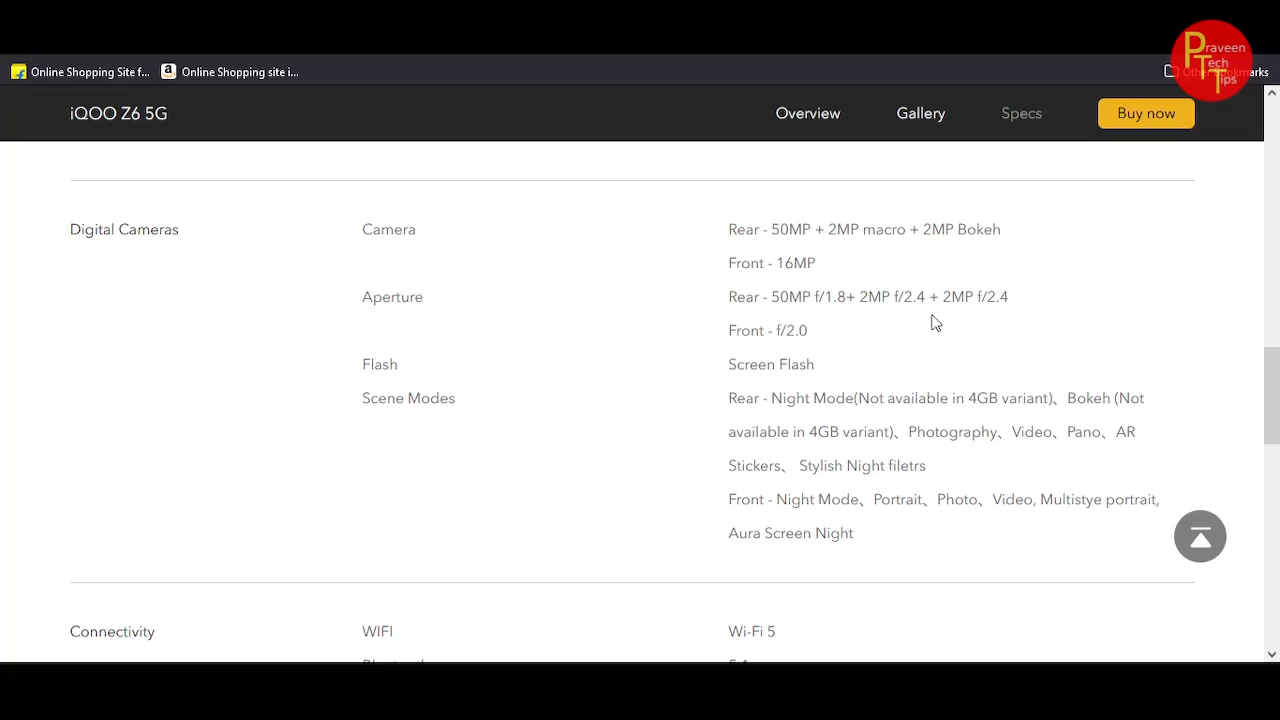 Online Shopping Site f... Online Shopping site i...
Praveen
Tech
Tips
Other bookmarks
iQOO Z6 5G Overview Gallery Specs Buy now
Digital Cameras Camera Rear - 50MP + 2MP macro + 2MP Bokeh
Front - 16MP
Aperture Rear - 50MP f/1.8+ 2MP f/2.4 + 2MP f/2.4
Front - f/2.0
Flash Screen Flash
Scene Modes Rear - Night Mode(Not available in 4GB variant)、Bokeh (Not
available in 4GB variant)、Photography、Video、Pano、AR
Stickers、 Stylish Night filetrs
Front - Night Mode、Portrait、Photo、Video, Multistye portrait,
Aura Screen Night
Connectivity WIFI Wi-Fi 5